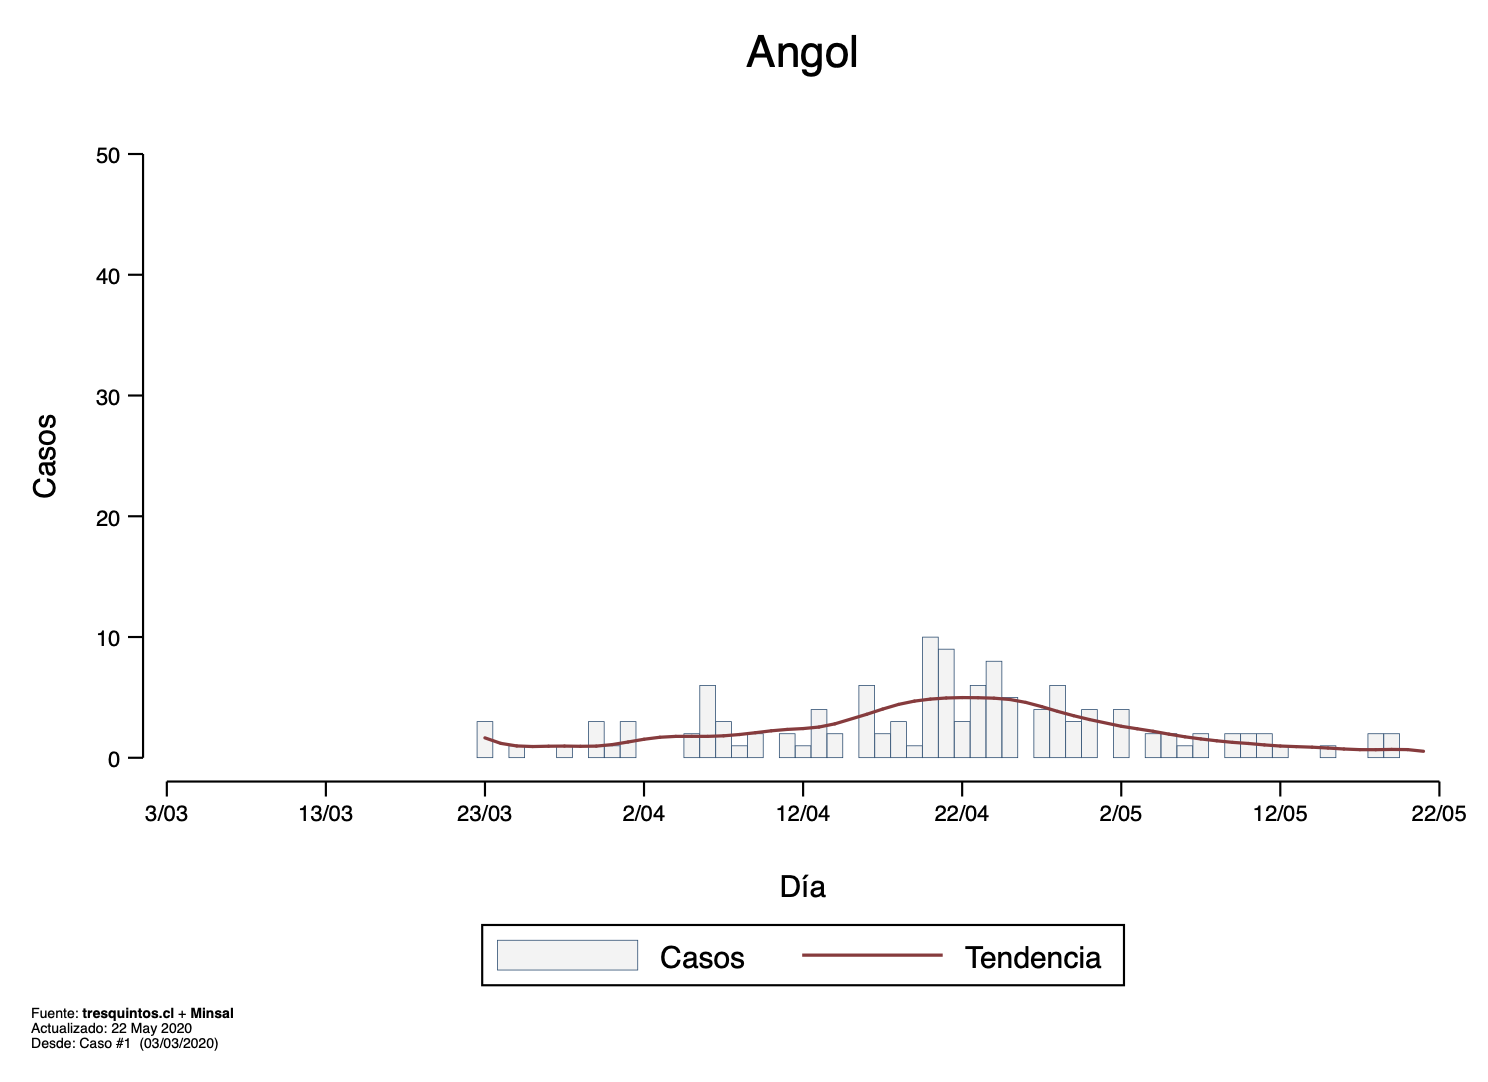 Angol
50
40
30
20
10
0
Casos
3/03 13/03 23/03 2/04 12/04 22/04 2/05 12/05 22/05
Día
Casos Tendencia
Fuente: tresquintos.cl + Minsal
Actualizado: 22 May 2020
Desde: Caso #1 (03/03/2020)